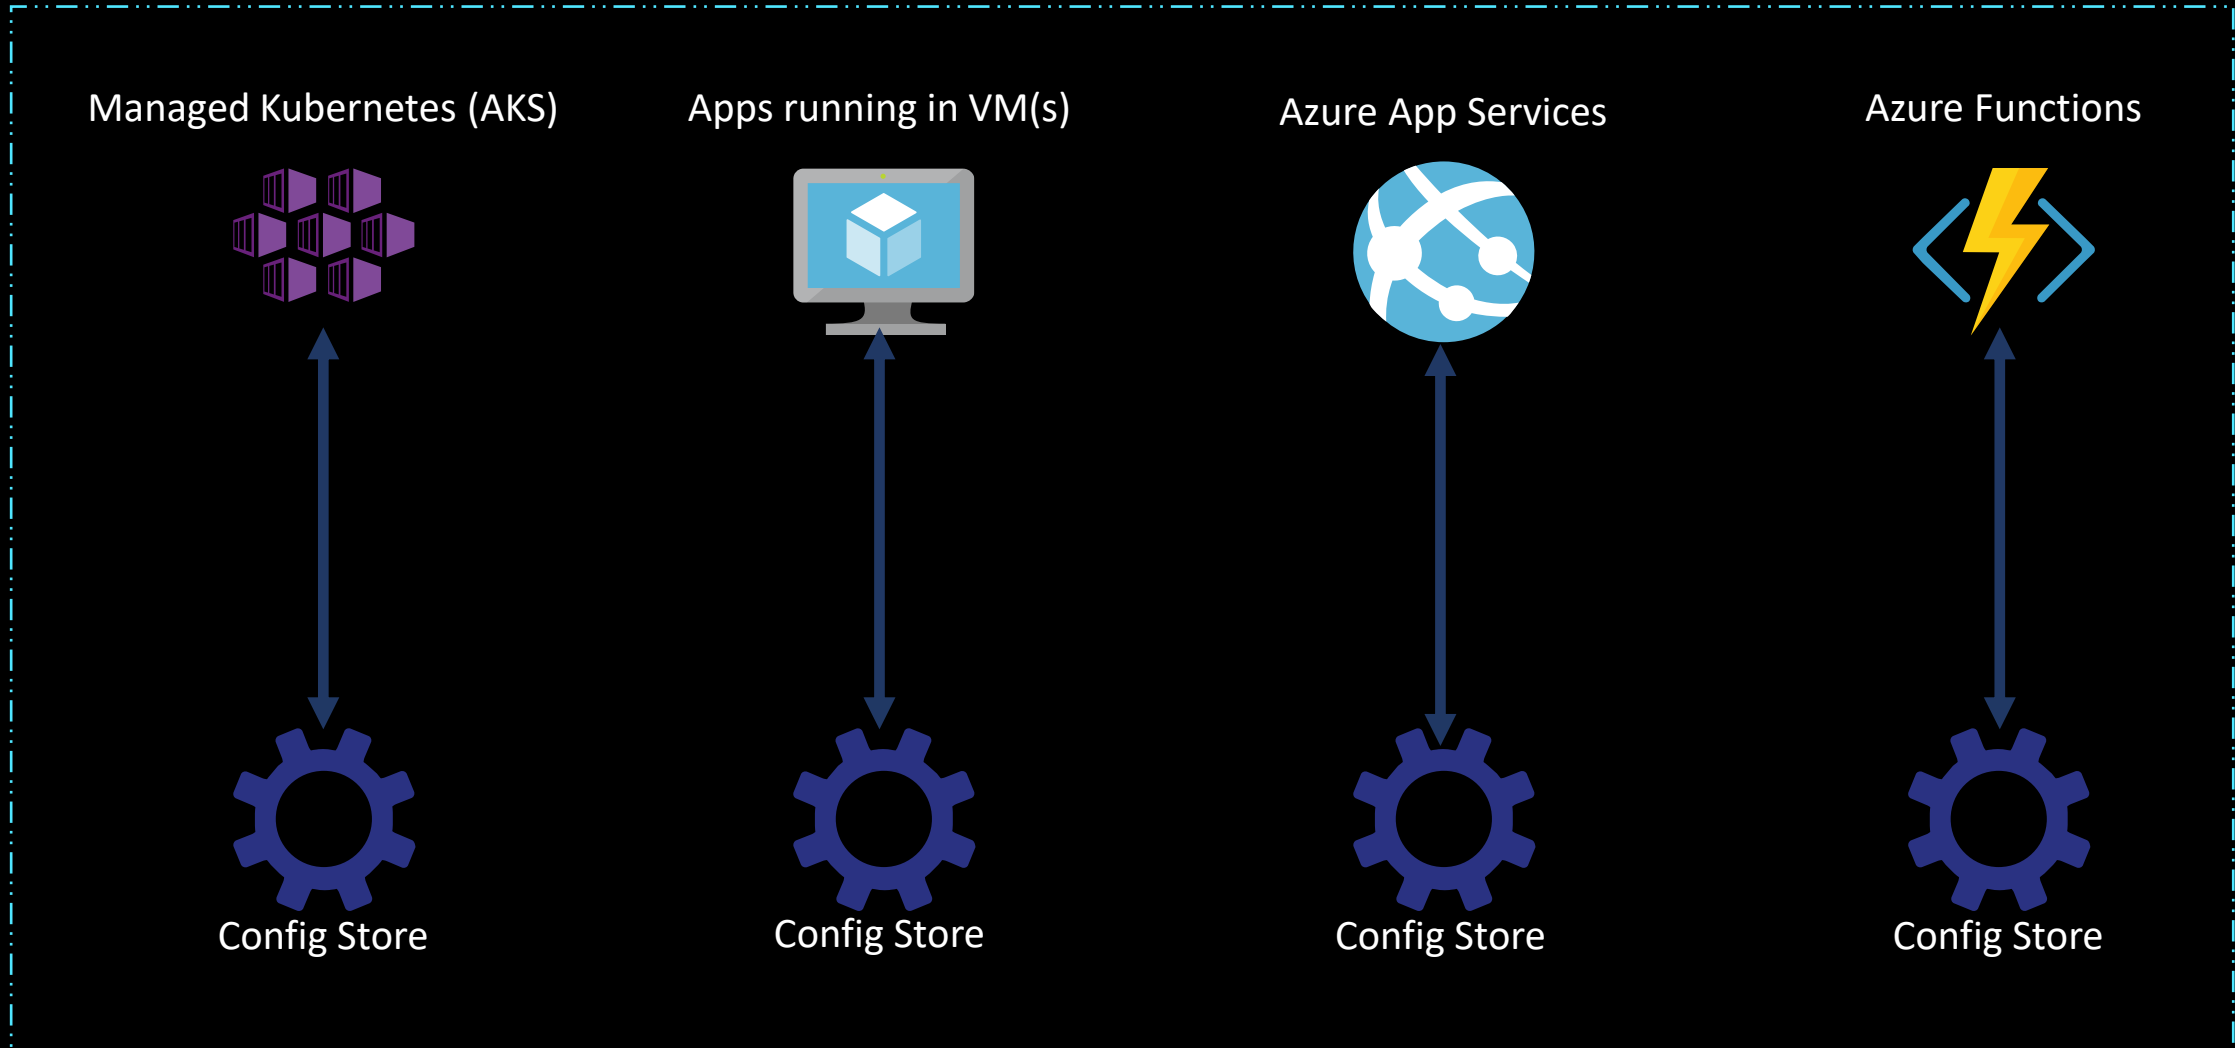 Managed Kubernetes (AKS)
Apps running in VM(s)
Azure App Services
Azure Functions
Config Store
Config Store
Config Store
Config Store